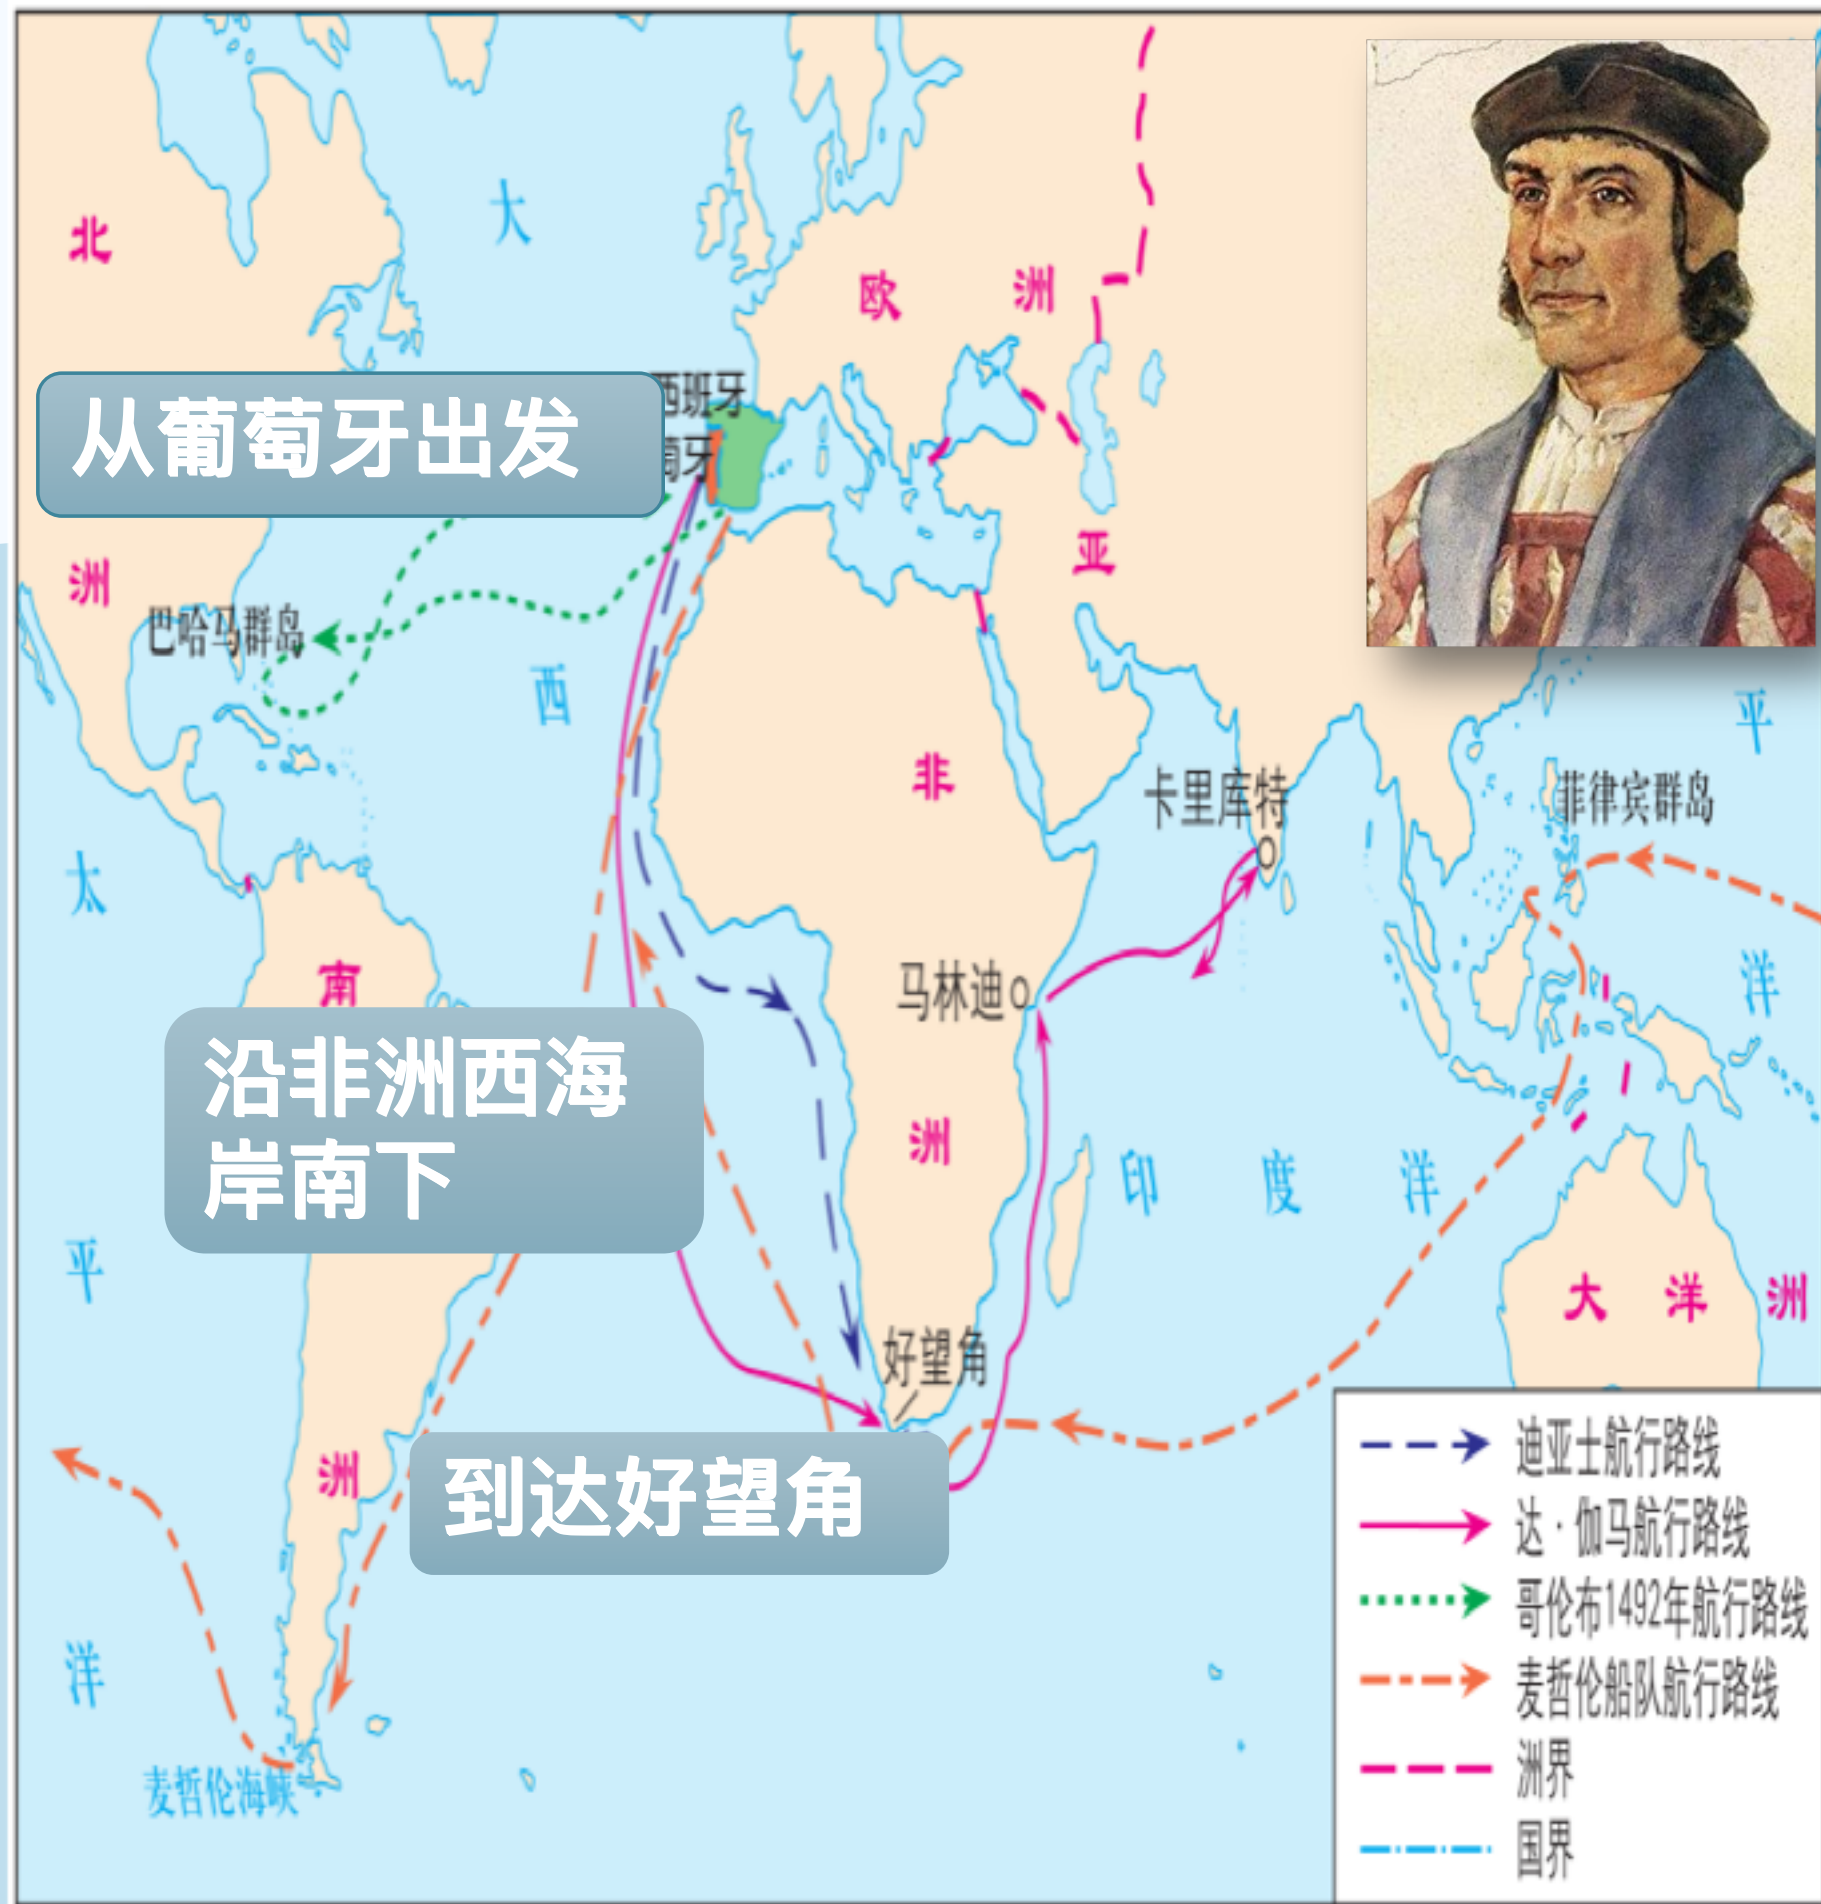 大
北
欧 洲
西班牙
从葡萄牙出发
萄牙
亚
洲
巴哈马群岛
西
平
非
卡里库特
菲律宾群岛
太
南
马林迪
洋
沿非洲西海
岸南下
洲
印 度 洋
平
大 洋 洲
好望角
洲
到达好望角
洋
麦哲伦海峡
迪亚士航行路线
达·伽马航行路线
哥伦布1492年航行路线
麦哲伦船队航行路线
洲界
国界